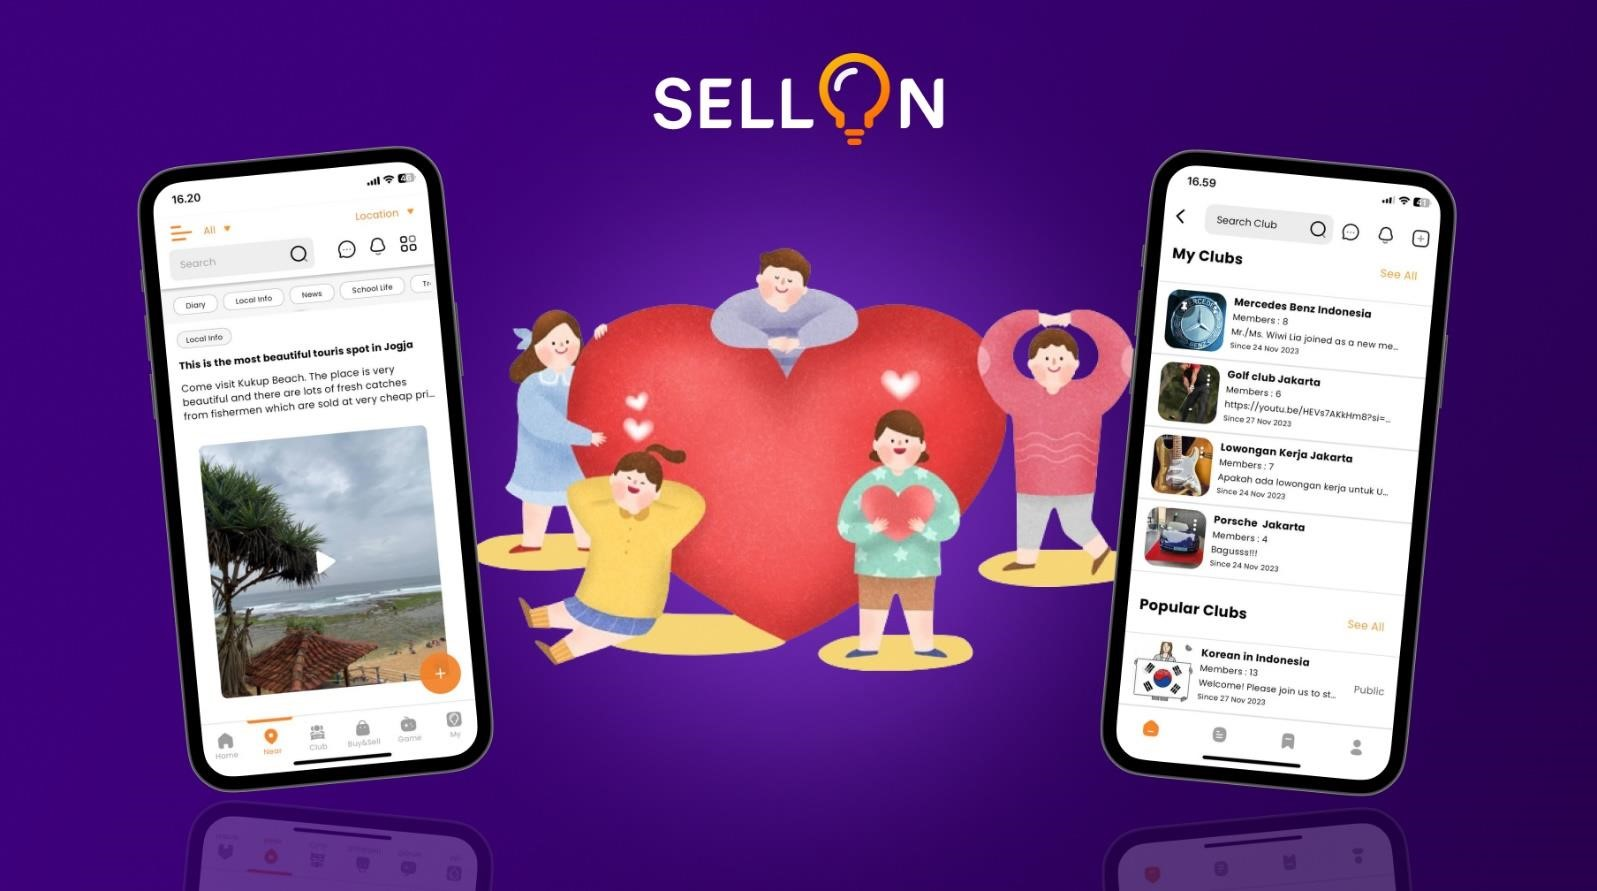 SELLON
16.20
46
All
Location
Search
Diary
Local Info
News
School Life
Local Info
This is the most beautiful touris spot in Jogja
Come visit Kukup Beach. The place is very
beautiful and there are lots of fresh catches
from fishermen which are sold at very cheap pri...
Home
Near
Club
Buy&Sell
Game
My
16.59
41
Search Club
My Clubs
See All
Mercedes Benz Indonesia
Members : 8
Mr./Ms. Wiwi Lia joined as a new me...
Since 24 Nov 2023
Golf club Jakarta
Members : 6
https://youtu.be/HEVs7AKkHm8?si=...
Since 27 Nov 2023
Lowongan Kerja Jakarta
Members : 7
Apakah ada lowongan kerja untuk U...
Since 24 Nov 2023
Porsche Jakarta
Members : 4
Bagusss!!!
Since 24 Nov 2023
Popular Clubs
See All
Korean in Indonesia
Members : 13
Welcome! Please join us to st...
Since 27 Nov 2023
Public